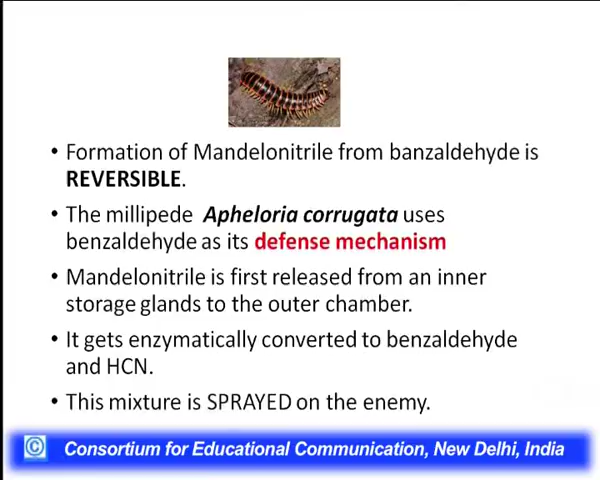 • Formation of Mandelonitrile from banzaldehyde is
REVERSIBLE.
• The millipede Apheloria corrugata uses
benzaldehyde as its defense mechanism
• Mandelonitrile is first released from an inner
storage glands to the outer chamber.
• It gets enzymatically converted to benzaldehyde
and HCN.
• This mixture is SPRAYED on the enemy.
© Consortium for Educational Communication, New Delhi, India